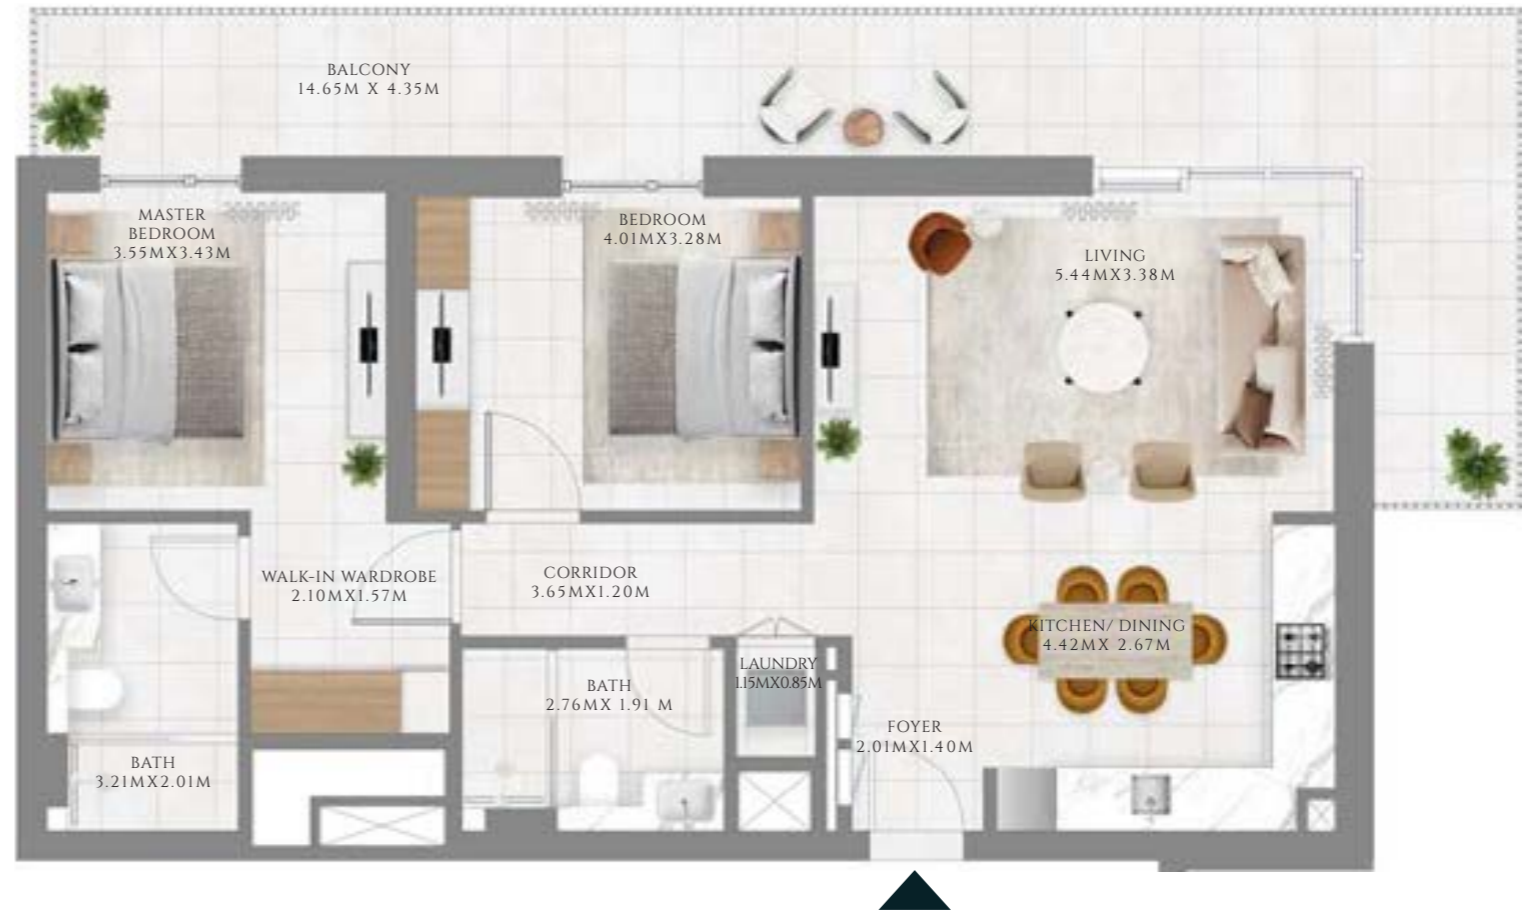 BALCONY
14.65M X 4.35M
MASTER
BEDROOM
3.55MX3.43M
BEDROOM
4.01MX3.28M
LIVING
5.44MX3.38M
WALK-IN WARDROBE
2.10MX1.57M
CORRIDOR
3.65MX1.20M
KITCHEN/ DINING
4.42MX 2.67M
LAUNDRY
1.15MX0.85M
BATH
2.76MX 1.91 M
FOYER
2.01MX1.40M
BATH
3.21MX2.01M